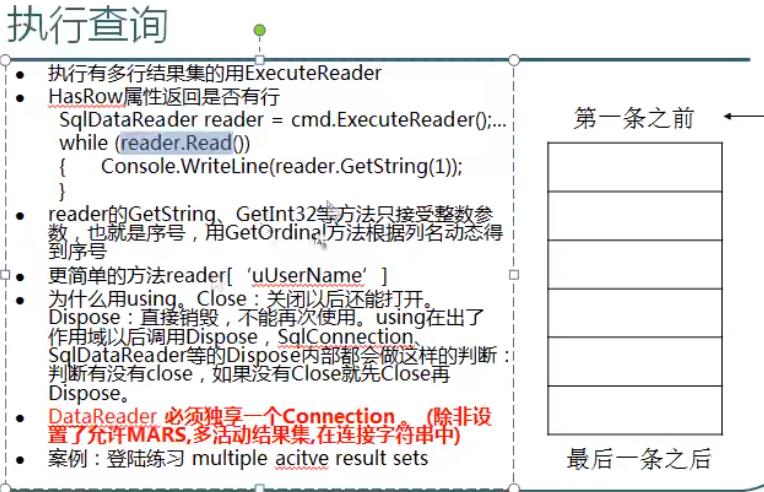 执行查询
执行有多行结果集的用ExecuteReader
HasRow属性返回是否有行
SqlDataReader reader = cmd.ExecuteReader();...
while (reader.Read())
{ Console.WriteLine(reader.GetString(1));
}
reader的GetString、GetInt32等方法只接受整数参
数，也就是序号，用GetOrdinal方法根据列名动态得
到序号
更简单的方法reader[‘uUserName’]
为什么用using。Close：关闭以后还能打开。
Dispose：直接销毁，不能再次使用。using在出了
作用域以后调用Dispose，SqlConnection、
SqlDataReader等的Dispose内部都会做这样的判断：
判断有没有close，如果没有Close就先Close再
Dispose。
DataReader 必须独享一个Connection 。 (除非设
置了允许MARS,多活动结果集,在连接字符串中)
案例：登陆练习 multiple acitve result sets
第一条之前
最后一条之后